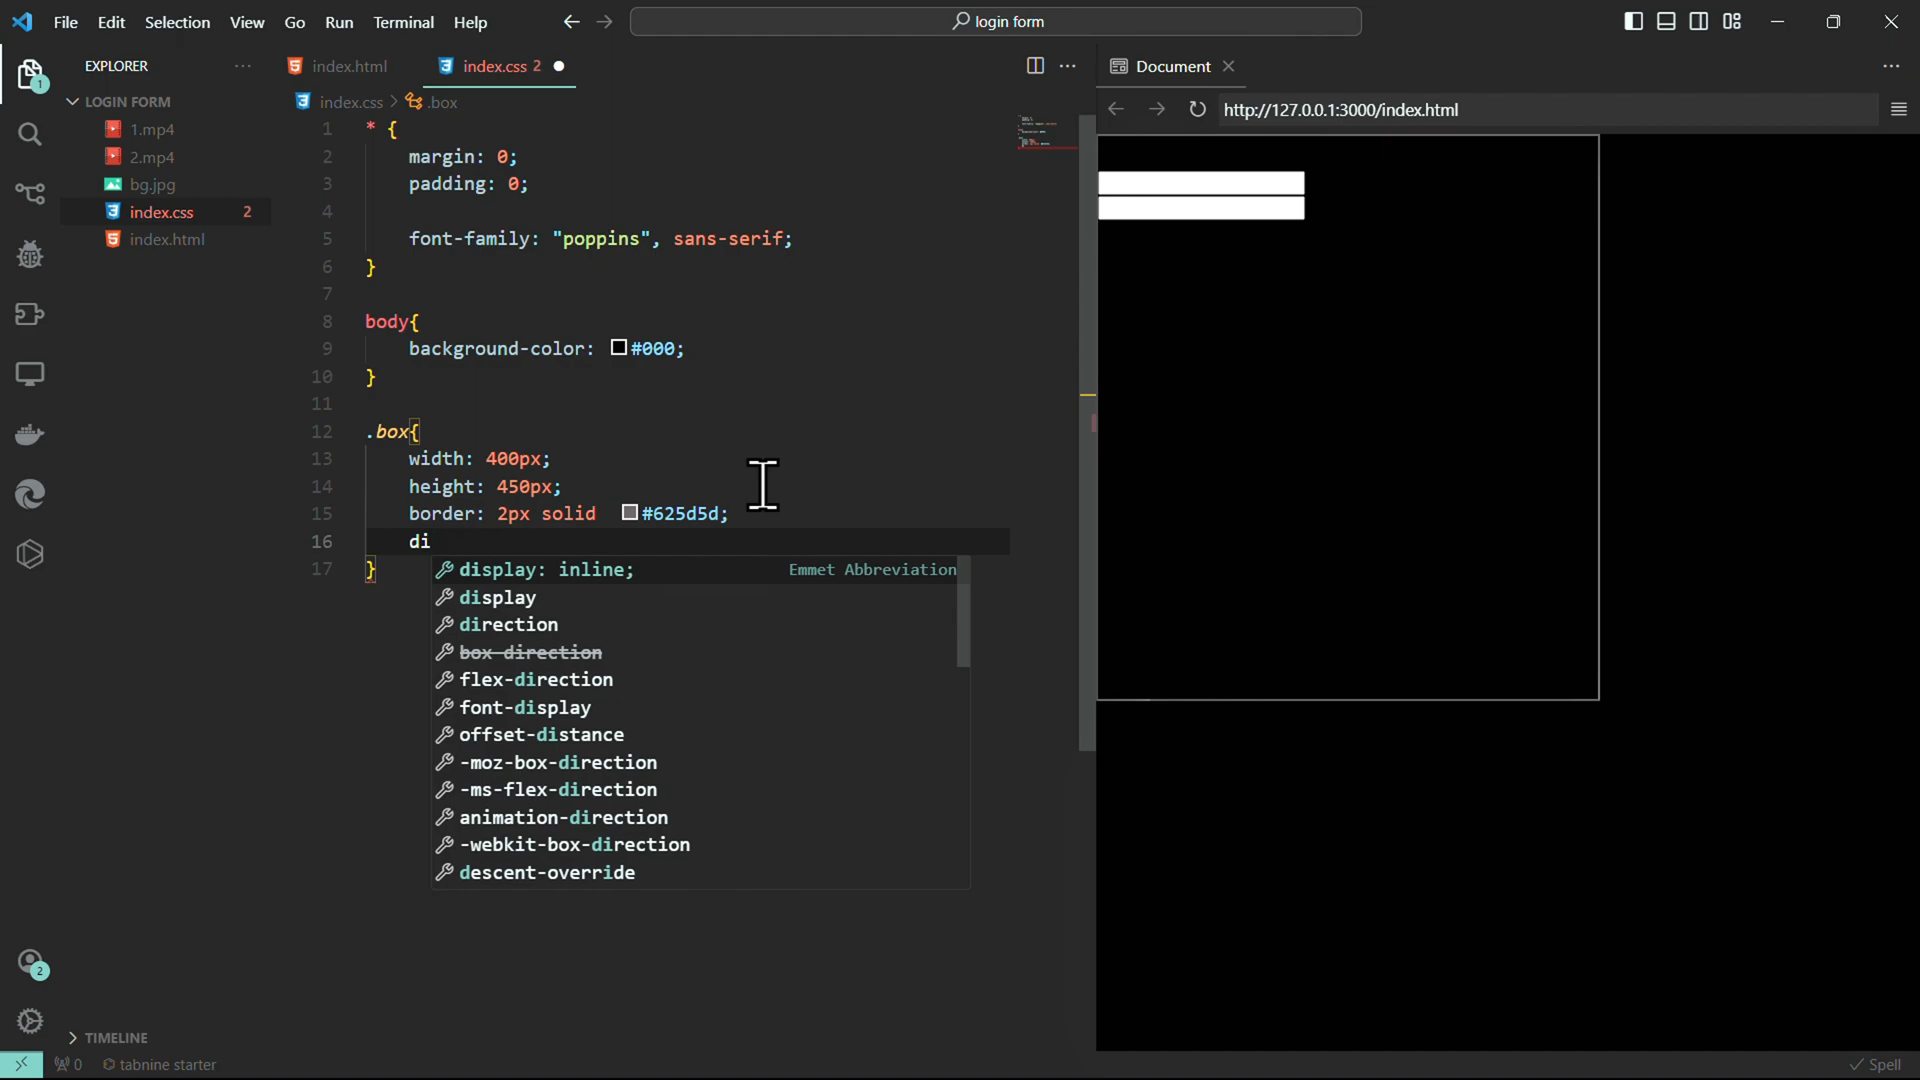 File Edit Selection View Go Run Terminal Help login form
EXPLORER
LOGIN FORM
1.mp4
2.mp4
bg.jpg
index.css 2
index.html
TIMELINE
1
2
index.html
index.css 2
index.css > .box
1 * {
2 margin: 0;
3 padding: 0;
4
5 font-family: "poppins", sans-serif;
6 }
7
8 body{
9 background-color: #000;
10 }
11
12 .box{
13 width: 400px;
14 height: 450px;
15 border: 2px solid #625d5d;
16 di
17 }
display: inline; Emmet Abbreviation
display
direction
box-direction
flex-direction
font-display
offset-distance
-moz-box-direction
-ms-flex-direction
animation-direction
-webkit-box-direction
descent-override
Document
http://127.0.0.1:3000/index.html
0 tabnine starter
Spell